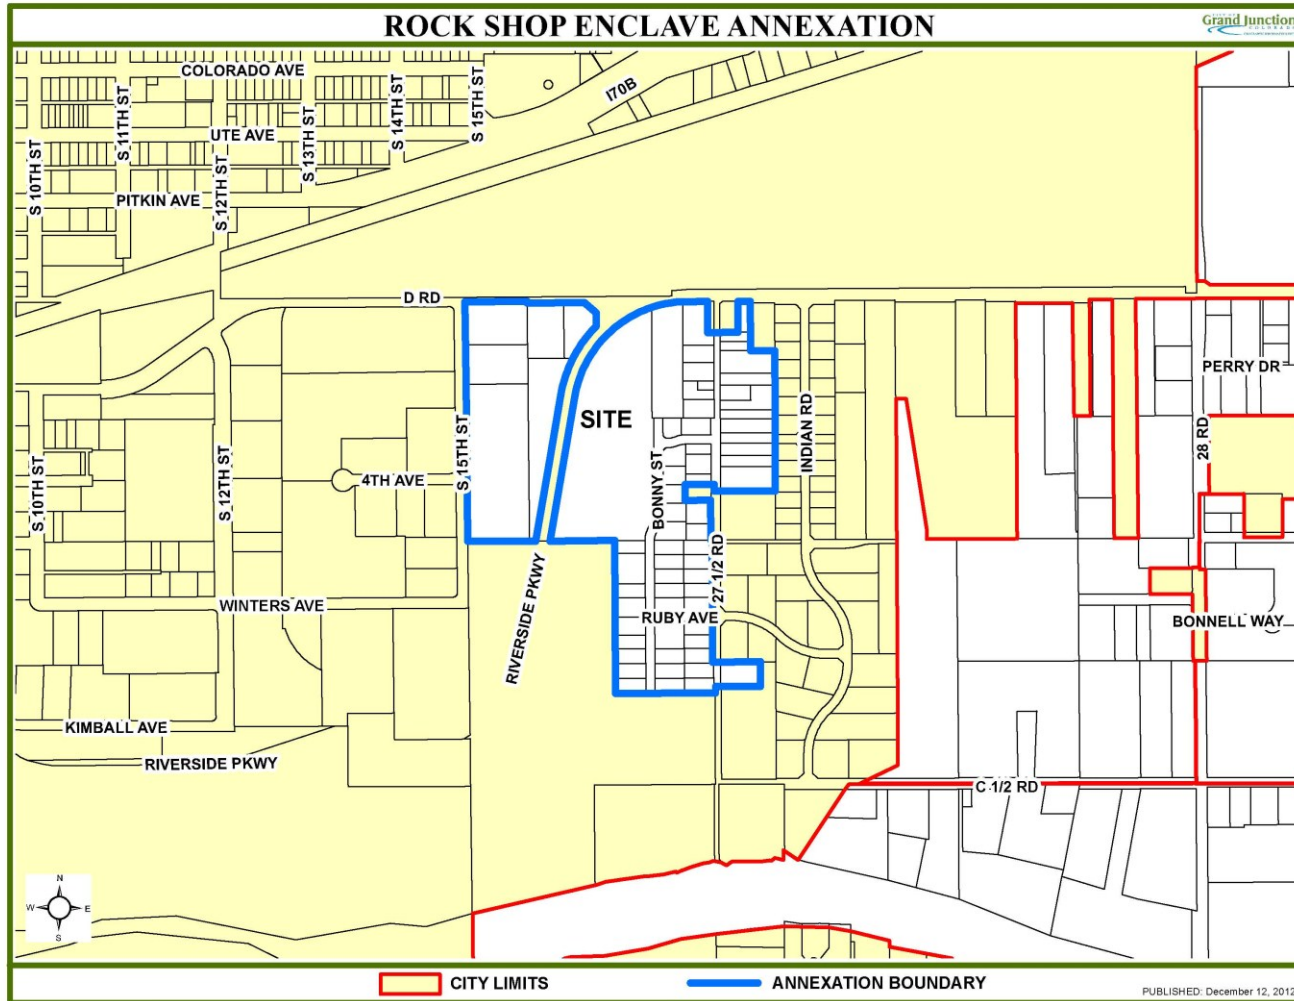 ROCK SHOP ENCLAVE ANNEXATION
Grand Junction
COLORADO
COLORADO AVE
I70B
S 10TH ST
S 11TH ST
S 12TH ST
S 13TH ST
S 14TH ST
S 15TH ST
UTE AVE
PITKIN AVE
D RD
PERRY DR
SITE
INDIAN RD
28 RD
S 10TH ST
S 12TH ST
4TH AVE
S 15TH ST
BONNY ST
27-1/2 RD
WINTERS AVE
RIVERSIDE PKWY
RUBY AVE
BONNELL WAY
KIMBALL AVE
RIVERSIDE PKWY
C 1/2 RD
N
W
E
S
CITY LIMITS
ANNEXATION BOUNDARY
PUBLISHED: December 12, 2012